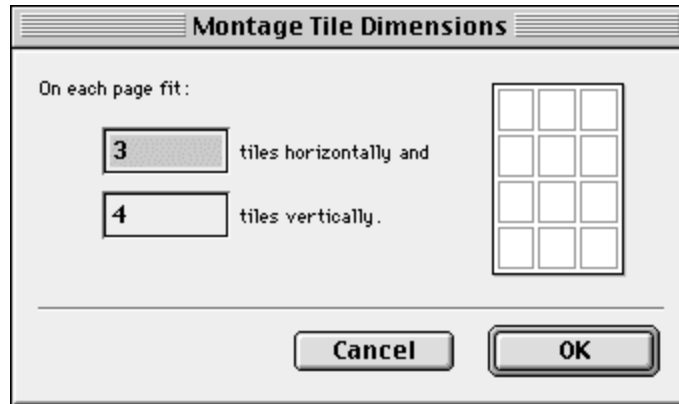 Montage Tile Dimensions
On each page fit:
3 tiles horizontally and
4 tiles vertically.
Cancel OK